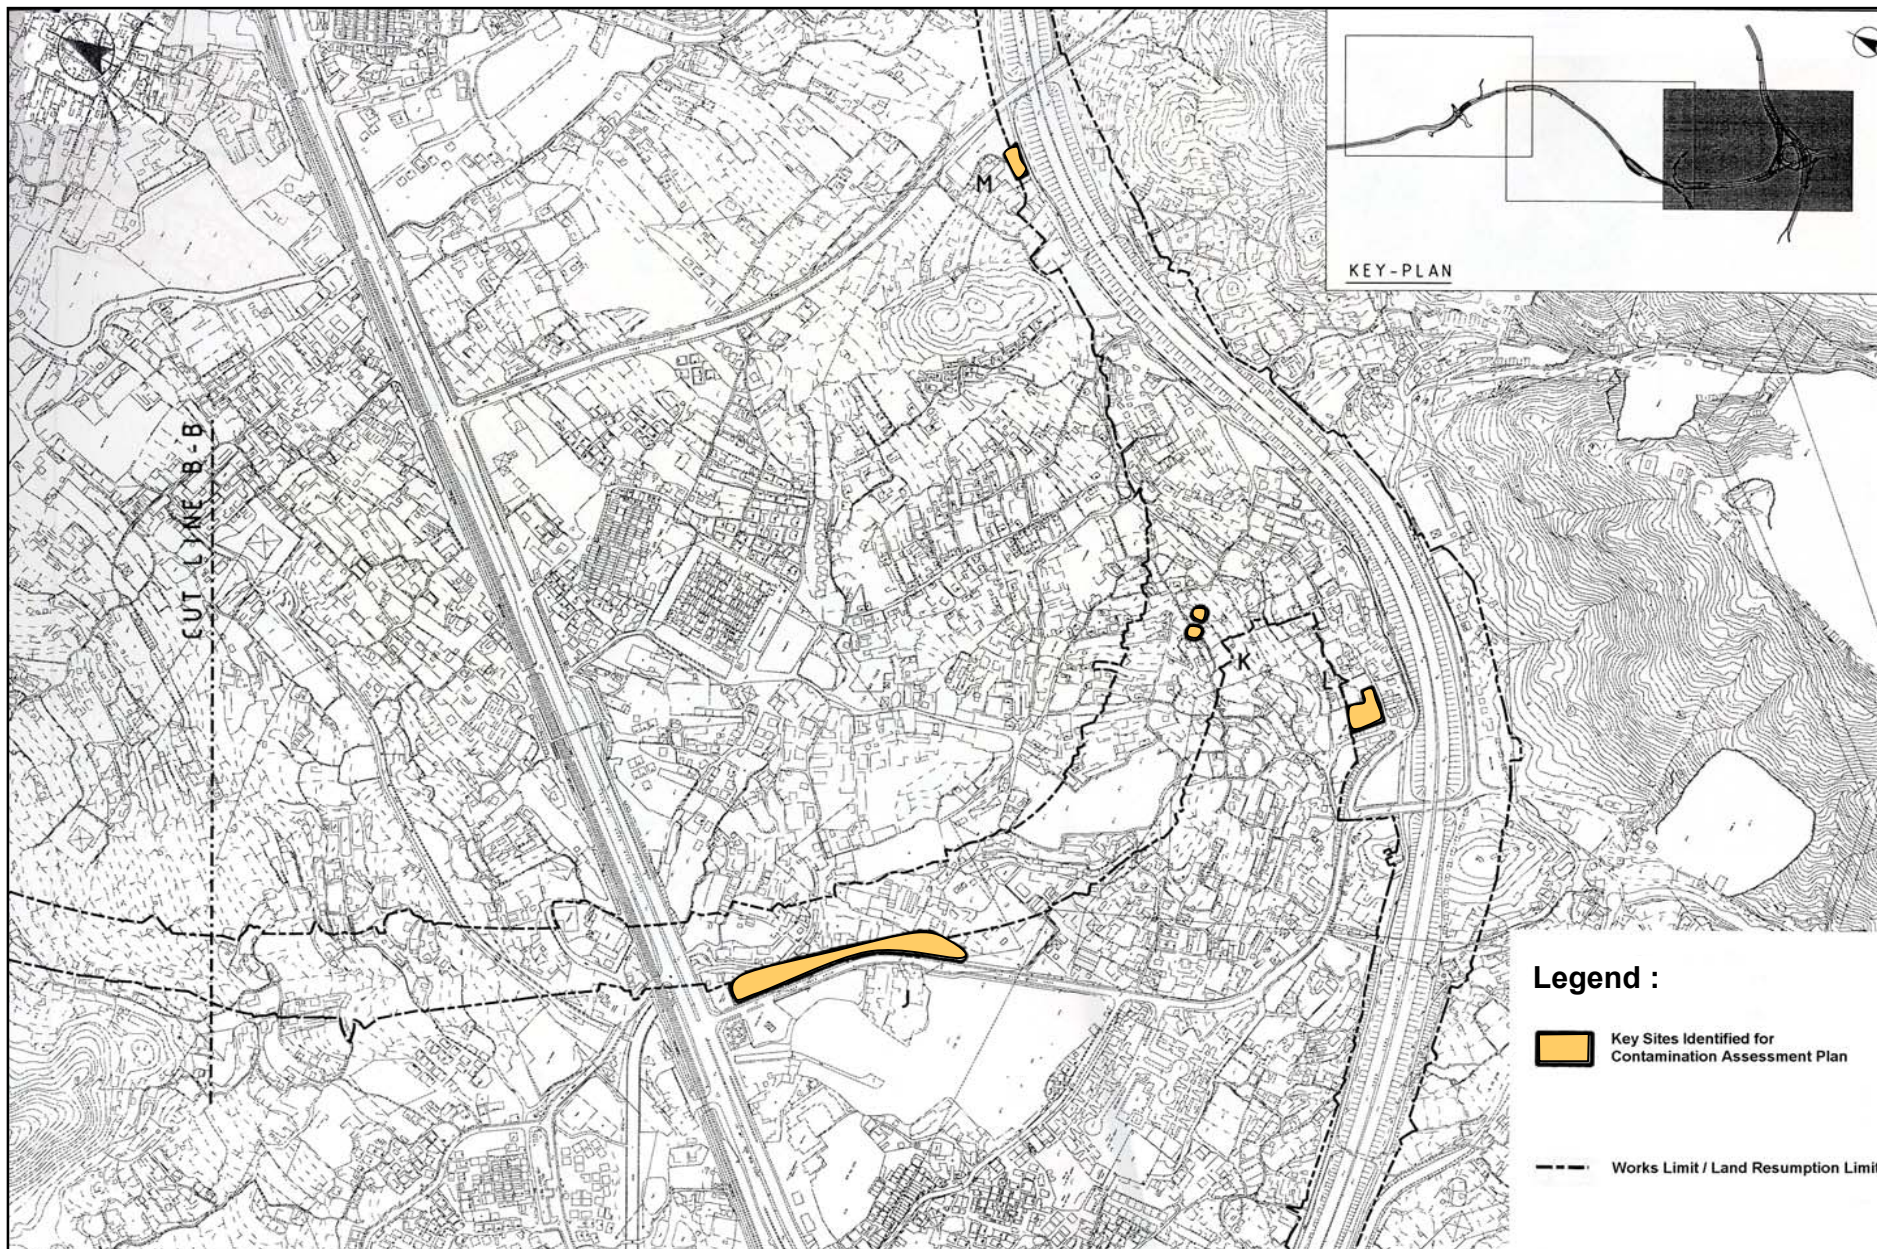 KEY-PLAN
M
CUT LINE B-B
K
J
Legend :
Key Sites Identified for
Contamination Assessment Plan
Works Limit / Land Resumption Limit